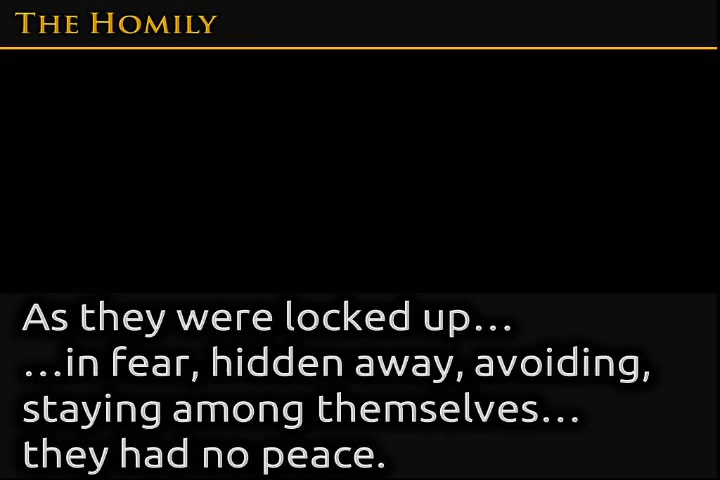 The Homily
As they were locked up…
…in fear, hidden away, avoiding,
staying among themselves…
they had no peace.